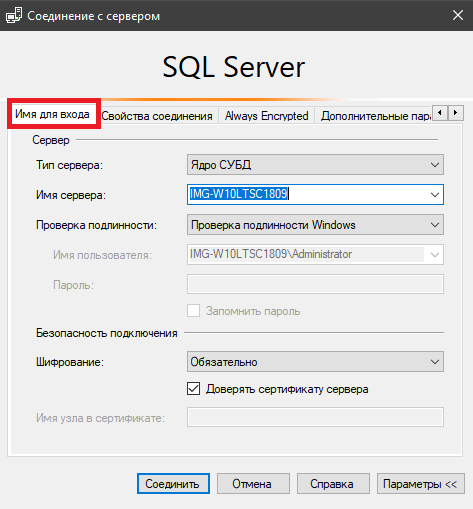 Соединение с сервером
SQL Server
Имя для входа Свойства соединения Always Encrypted Дополнительные пара
Сервер
Тип сервера: Ядро СУБД
Имя сервера: IMG-W10LTSC1809
Проверка подлинности: Проверка подлинности Windows
Имя пользователя: IMG-W10LTSC1809\Administrator
Пароль:
Запомнить пароль
Безопасность подключения
Шифрование: Обязательно
Доверять сертификату сервера
Имя узла в сертификате:
Соединить Отмена Справка Параметры <<